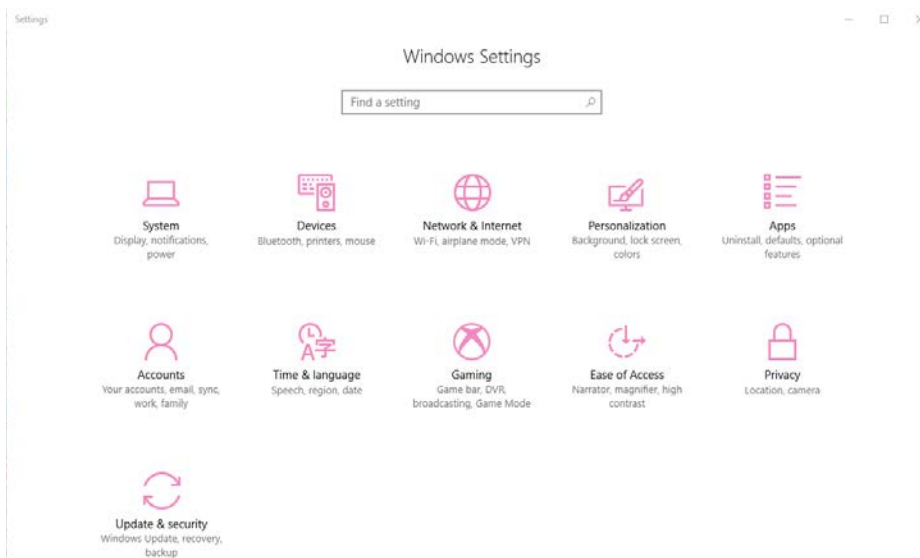 Settings
Windows Settings
Find a setting
System
Display, notifications,
power
Devices
Bluetooth, printers, mouse
Network & Internet
Wi-Fi, airplane mode, VPN
Personalization
Background, lock screen,
colors
Apps
Uninstall, defaults, optional
features
Accounts
Your accounts, email, sync,
work, family
A字
Time & language
Speech, region, date
Gaming
Game bar, DVR,
broadcasting, Game Mode
Ease of Access
Narrator, magnifier, high
contrast
Privacy
Location, camera
Update & security
Windows Update, recovery,
backup